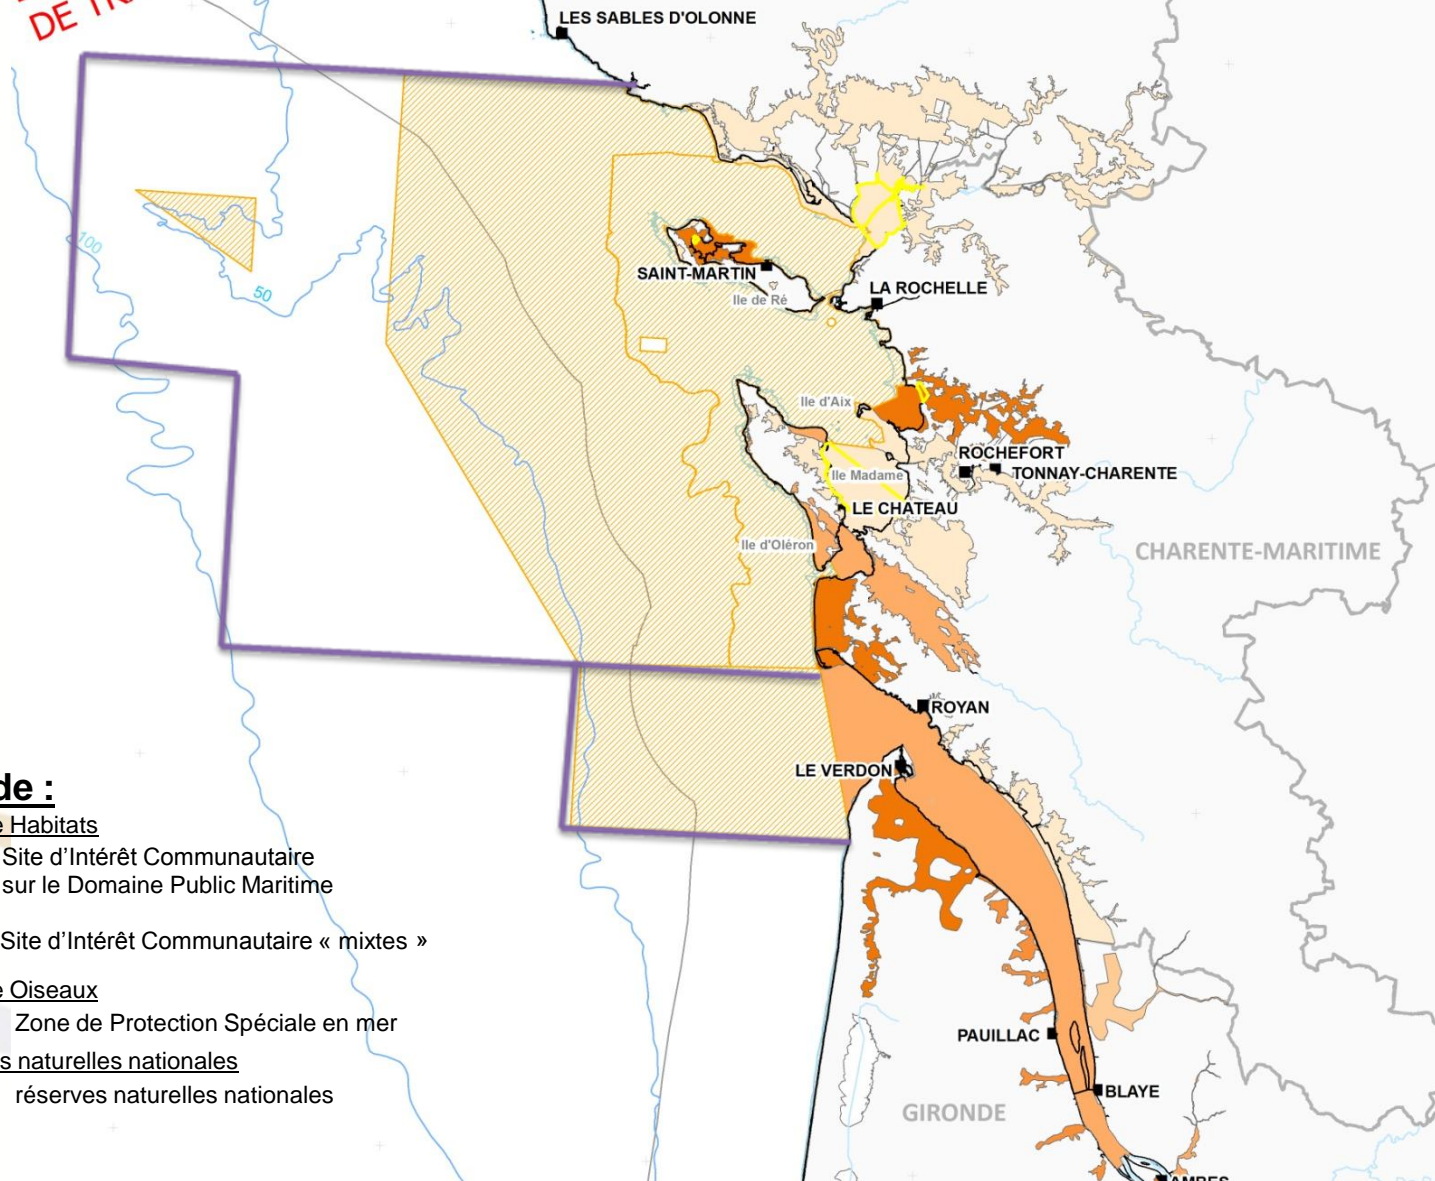 DE
LES SABLES D'OLONNE
100
50
SAINT-MARTIN
Ile de Ré
LA ROCHELLE
Ile d'Aix
ROCHEFORT
TONNAY-CHARENTE
Ile Madame
LE CHATEAU
Ile d'Oléron
CHARENTE-MARITIME
ROYAN
LE VERDON
de :
e Habitats
Site d’Intérêt Communautaire
sur le Domaine Public Maritime
Site d’Intérêt Communautaire « mixtes »
e Oiseaux
Zone de Protection Spéciale en mer
s naturelles nationales
réserves naturelles nationales
PAUILLAC
BLAYE
GIRONDE
AMBES